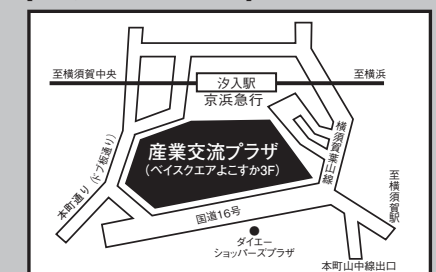 至横須賀中央
汐入駅
至横浜
京浜急行
産業交流プラザ
(ベイスクエアよこすか3F)
横須賀葉山線
本町通り(ドブ板通り)
至横須賀駅
国道16号
ダイエー
ショッパーズプラザ
本町山中線出口